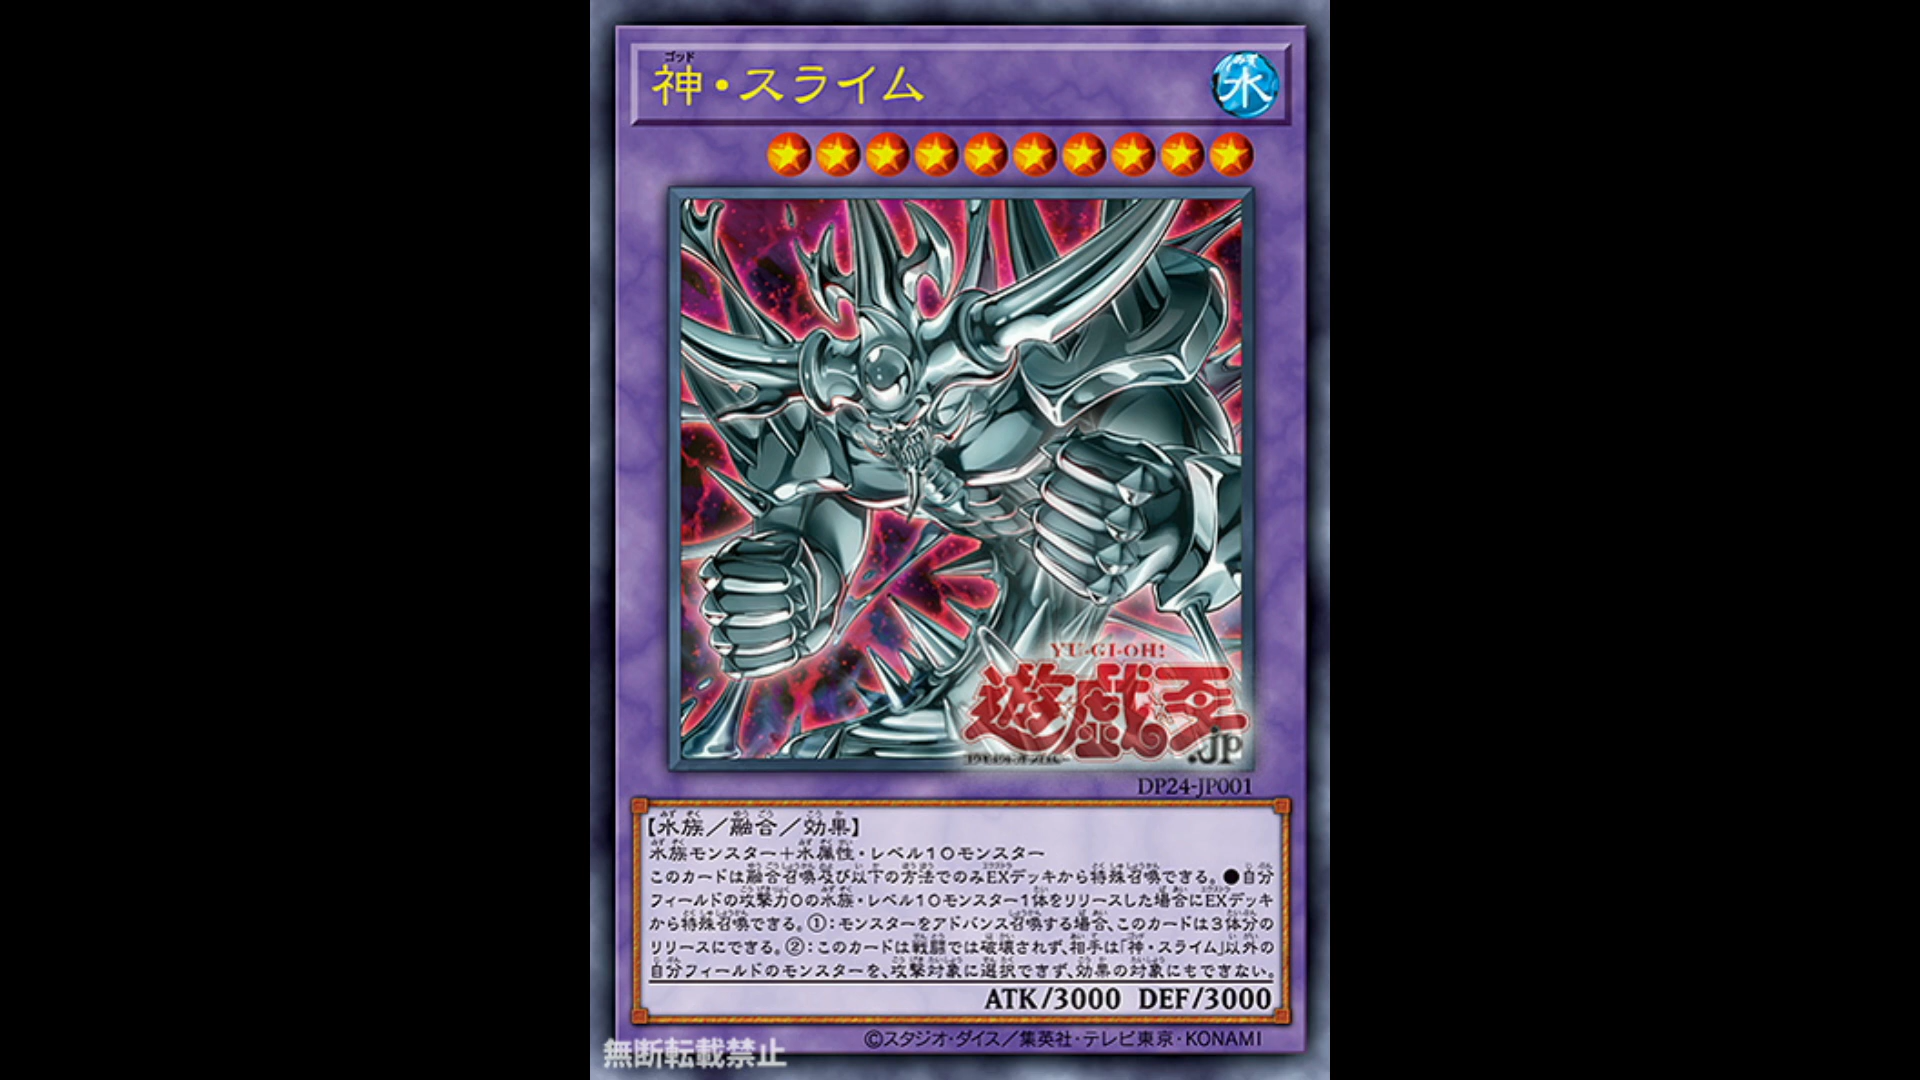 ゴッド
神・スライム
みず
水
YU-GI-OH!
遊戯王
.jp
DP24-JP001
【水族／融合／効果】
水族モンスター＋水属性・レベル１０モンスター
このカードは融合召喚及び以下の方法でのみEXデッキから特殊召喚できる。●自分
フィールドの攻撃力０の水族・レベル１０モンスター１体をリリースした場合にEXデッキ
から特殊召喚できる。①：モンスターをアドバンス召喚する場合、このカードは３体分の
リリースにできる。②：このカードは戦闘では破壊されず、相手は「神・スライム」以外の
自分フィールドのモンスターを、攻撃対象に選択できず、効果の対象にもできない。
ATK/3000 DEF/3000
©スタジオ・ダイス／集英社・テレビ東京・KONAMI
無断転載禁止